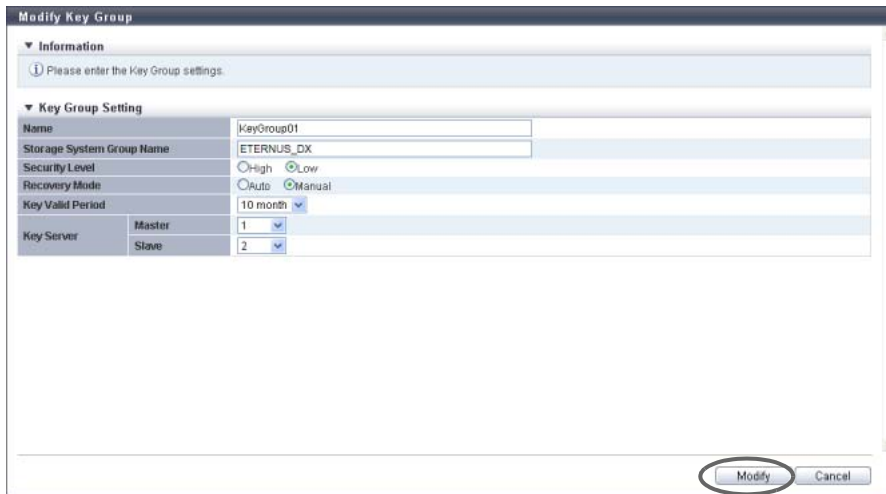 Modify Key Group
▼ Information
Please enter the Key Group settings.
▼ Key Group Setting
Name KeyGroup01
Storage System Group Name ETERNUS_DX
Security Level High Low
Recovery Mode Auto Manual
Key Valid Period 10 month
Key Server Master 1
Slave 2
Modify Cancel